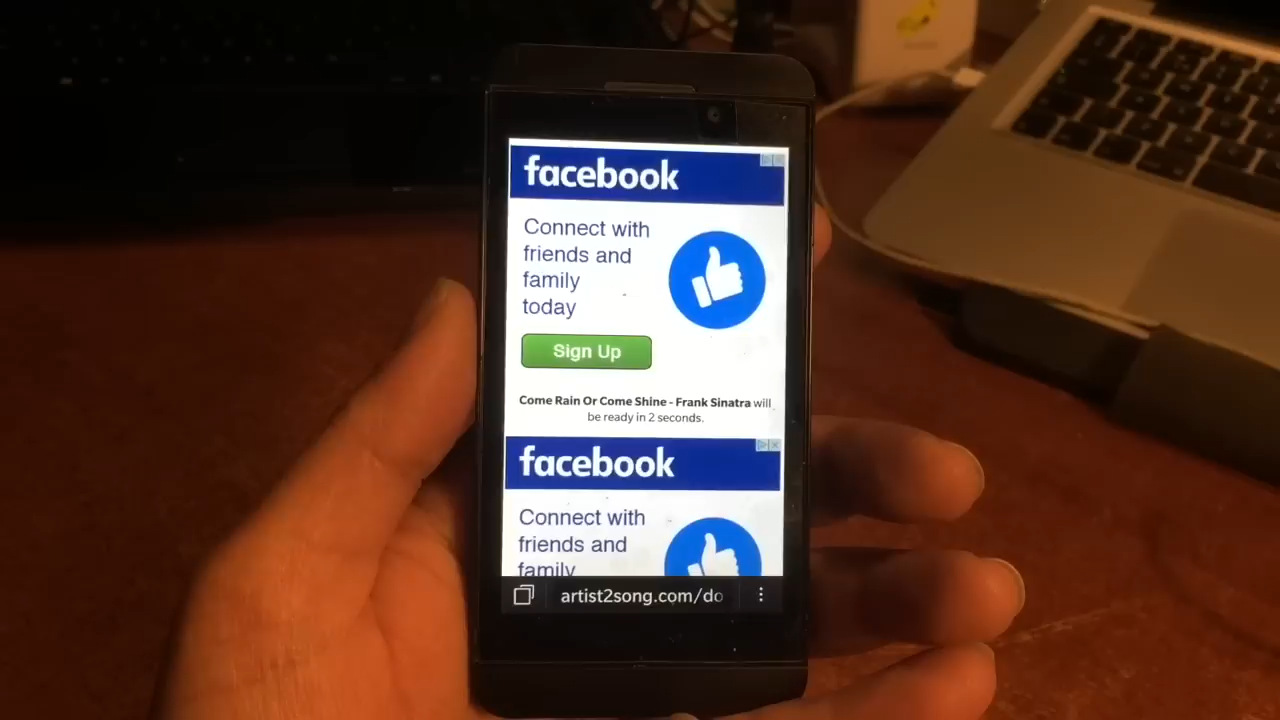 facebook
Connect with
friends and
family
today
Sign Up
Come Rain Or Come Shine - Frank Sinatra will
be ready in 2 seconds.
facebook
Connect with
friends and
family
artist2song.com/do